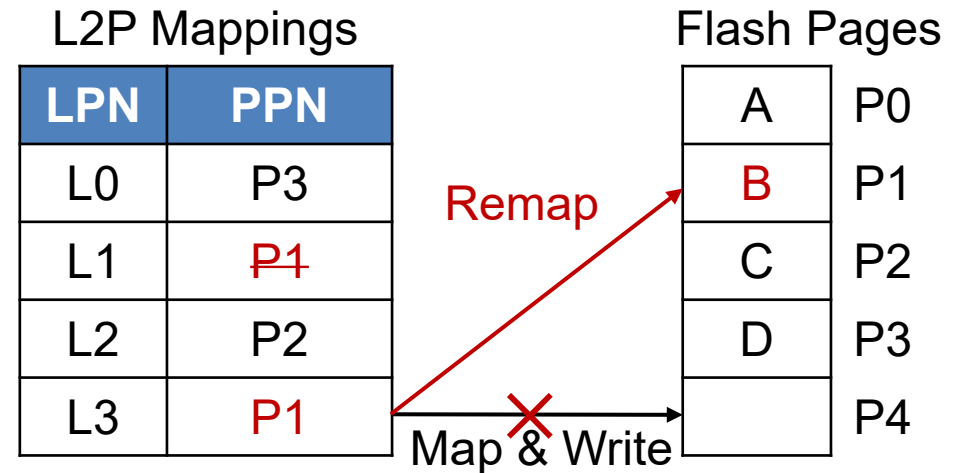 L2P Mappings
Flash Pages
LPN PPN
A P0
L0 P3
B P1
Remap
L1 P1
C P2
L2 P2
D P3
L3 P1
P4
Map & Write